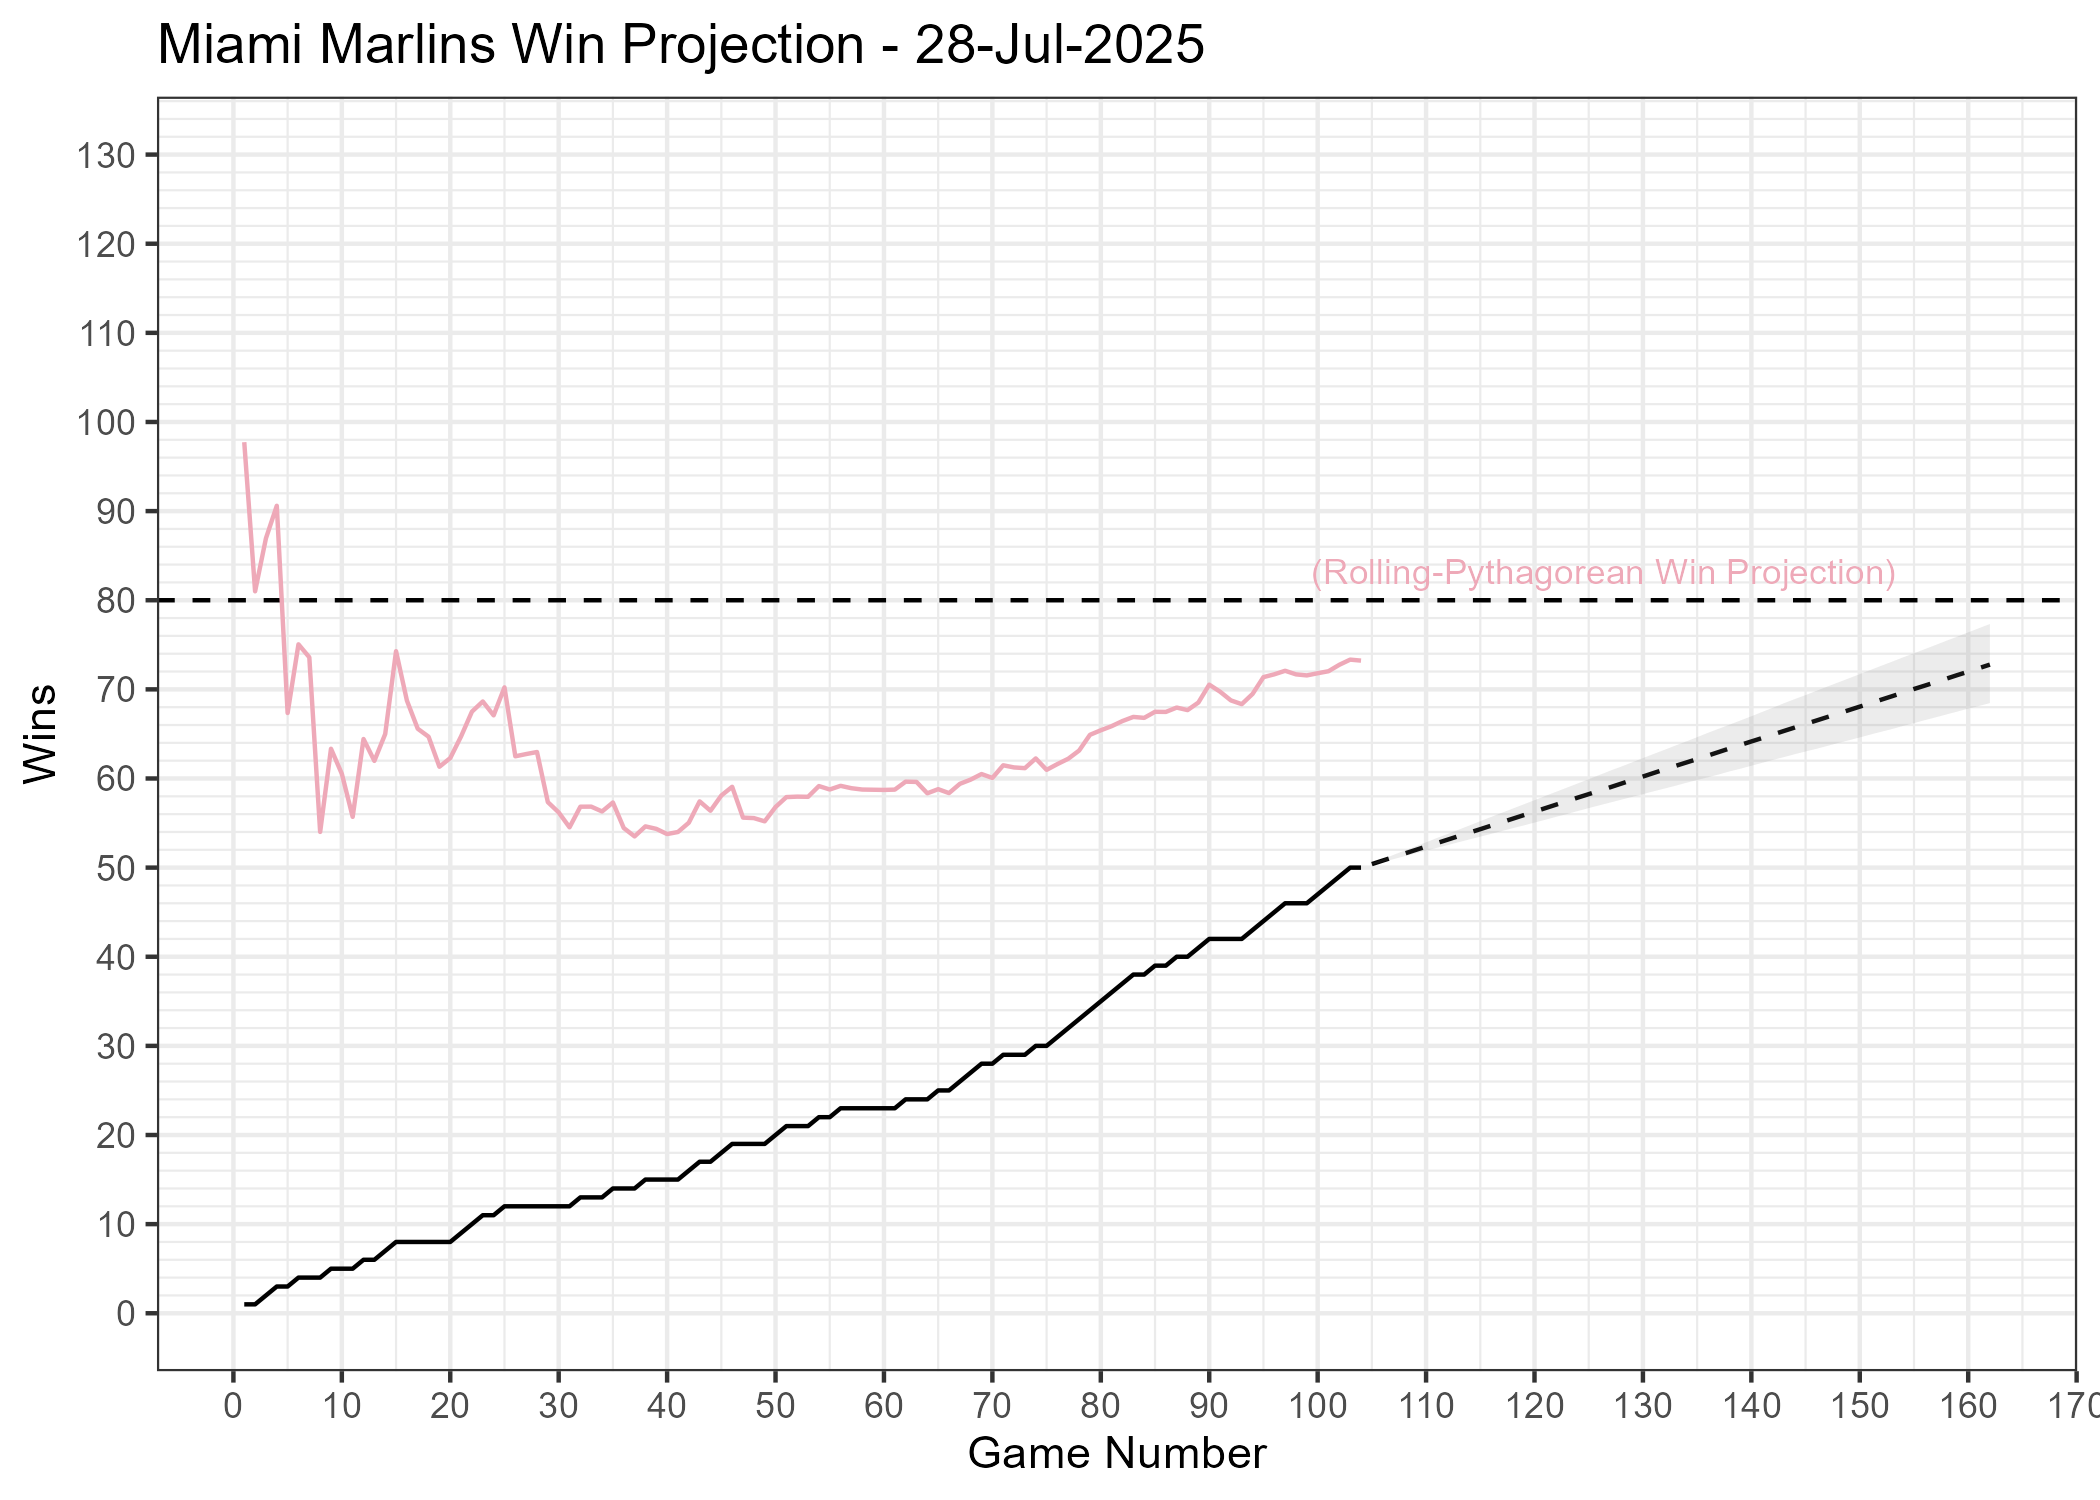 Miami Marlins Win Projection - 28-Jul-2025
130
120
110
100
90
80
70
60
50
40
30
20
10
0
Wins
(Rolling-Pythagorean Win Projection)
0 10 20 30 40 50 60 70 80 90 100 110 120 130 140 150 160 170
Game Number